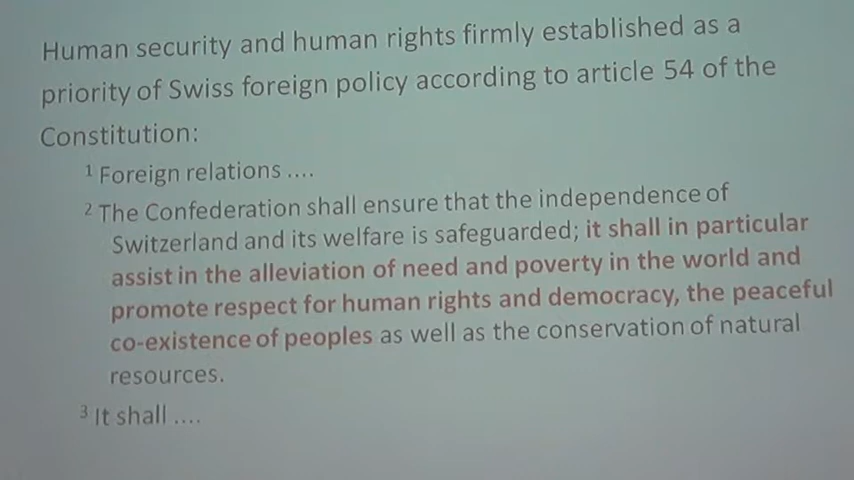 Human security and human rights firmly established as a
priority of Swiss foreign policy according to article 54 of the
Constitution:
¹ Foreign relations ....
² The Confederation shall ensure that the independence of
Switzerland and its welfare is safeguarded; it shall in particular
assist in the alleviation of need and poverty in the world and
promote respect for human rights and democracy, the peaceful
co-existence of peoples as well as the conservation of natural
resources.
³ It shall ....